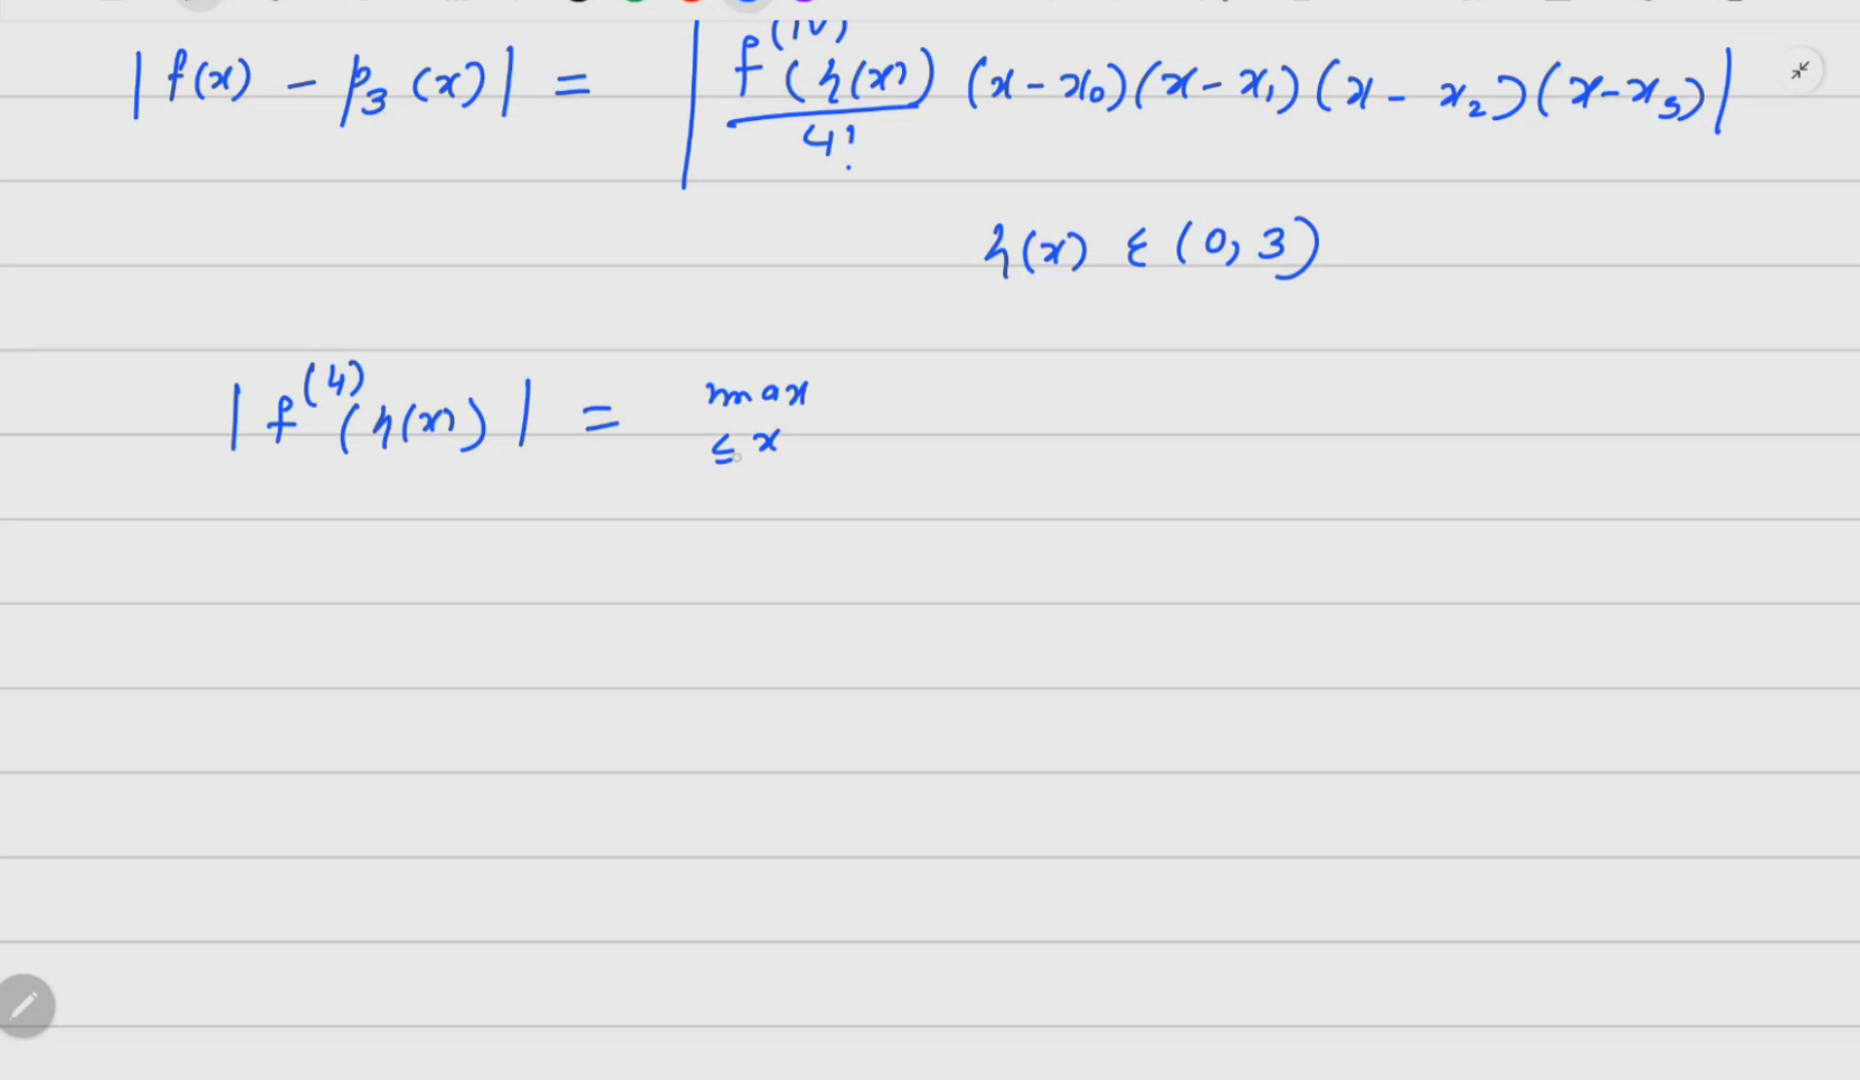 |f(x) - p₃(x)| = |f^(iv)(η(x))/4! (x-x₀)(x-x₁)(x-x₂)(x-x₃)|
η(x) ε (0, 3)
|f^(4)(η(x))| = max
≤ x